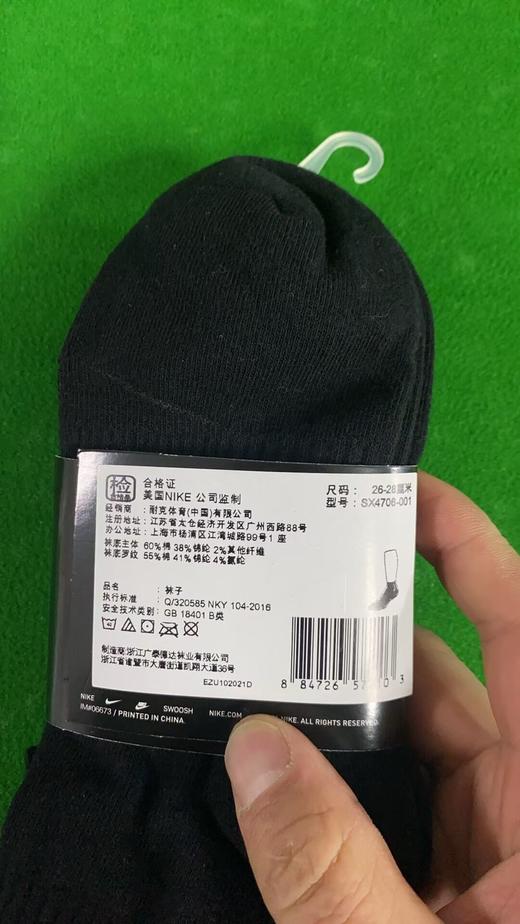 检
合格证
美国NIKE 公司监制
尺码： 26-28厘米
型号：SX4706-001
经销商 ：耐克体育(中国)有限公司
注册地址：江苏省太仓经济开发区广州西路88号
办公地址：上海市杨浦区江湾城路99号1 座
袜底主体 60%棉 38%锦纶 2%其他纤维
袜底罗纹 55%棉 41%锦纶 4%氨纶
品名 ：袜子
执行标准 ：Q/320585 NKY 104-2016
安全技术类别：GB 18401 B类
制造商:浙江广泰德达袜业有限公司
浙江省诸暨市大唐街道凯翔大道36号
EZU102021D
8 84726 5
NIKE SWOOSH
IM#06673 / PRINTED IN CHINA
NIKE.COM
NIKE. ALL RIGHTS RESERVED.